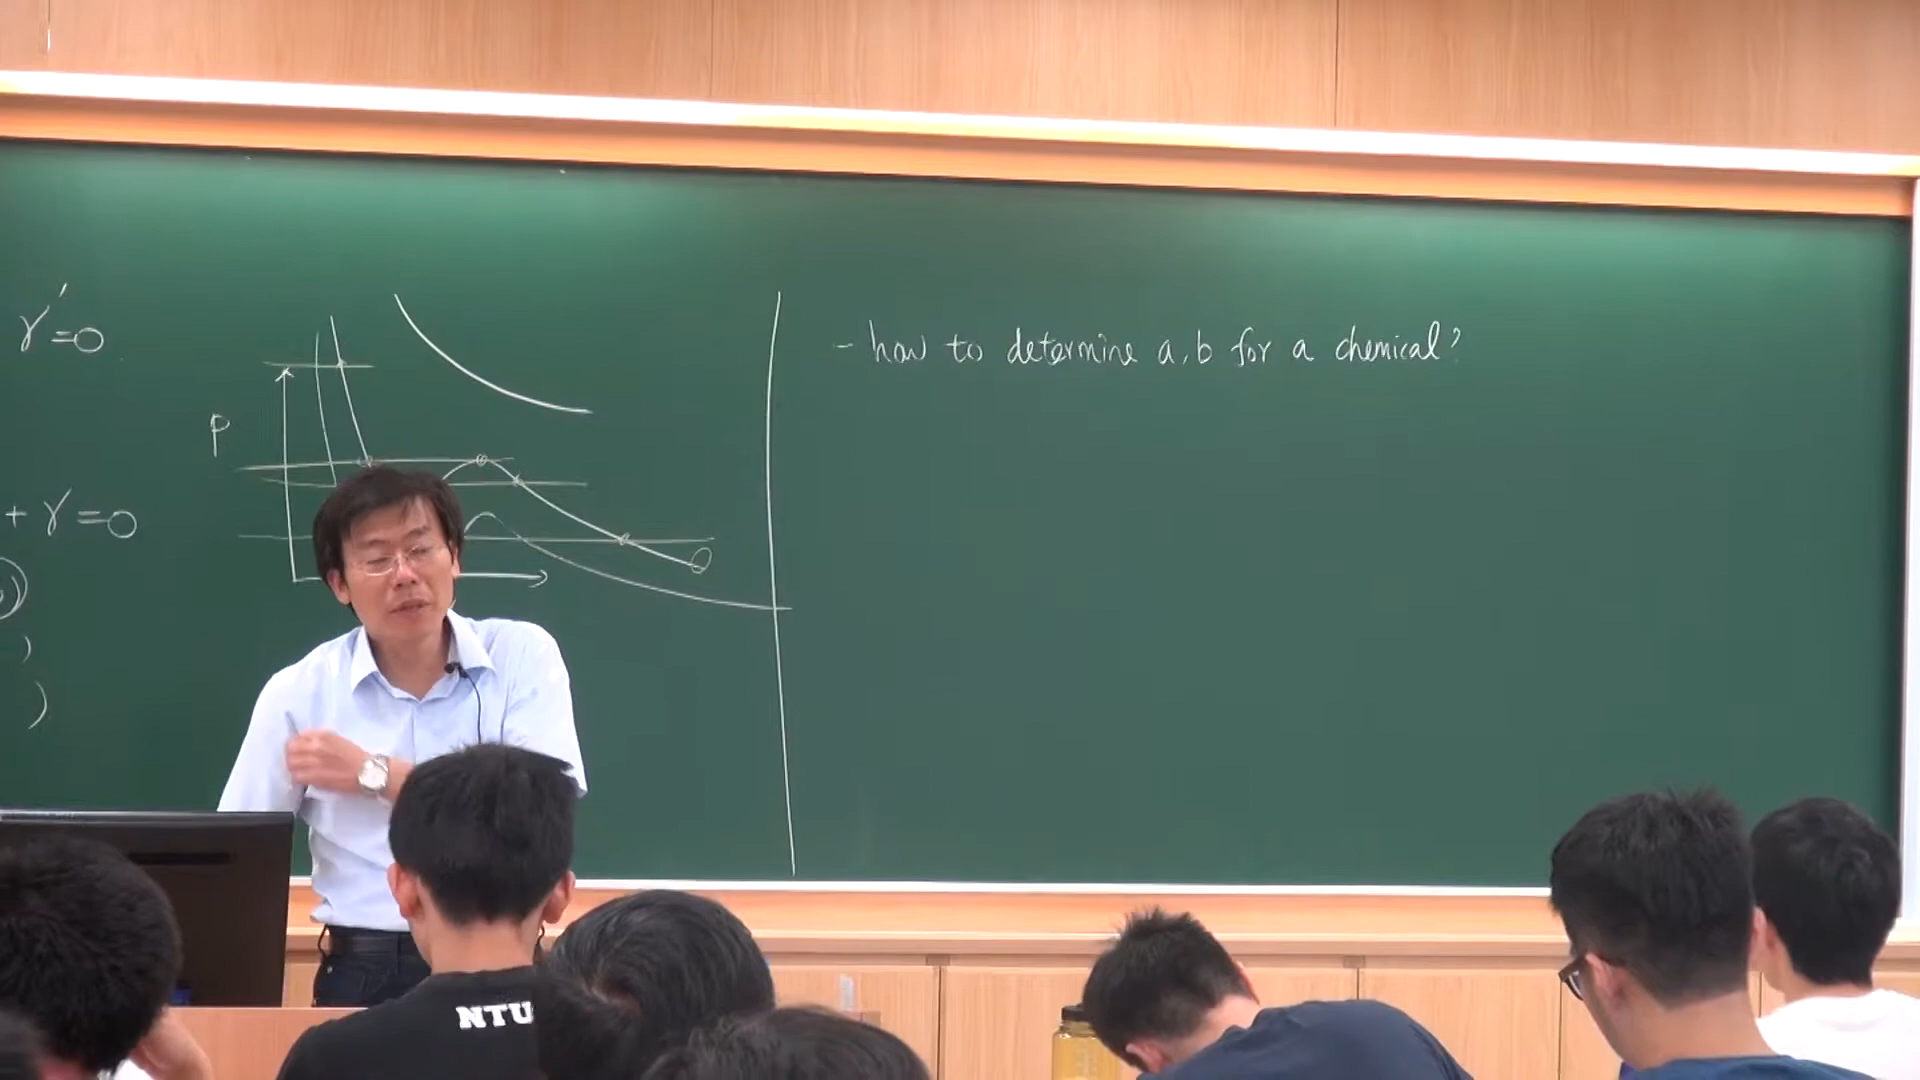 γ'=0
P
+ γ=0
)
)
)
- how to determine a, b for a chemical?
NTU